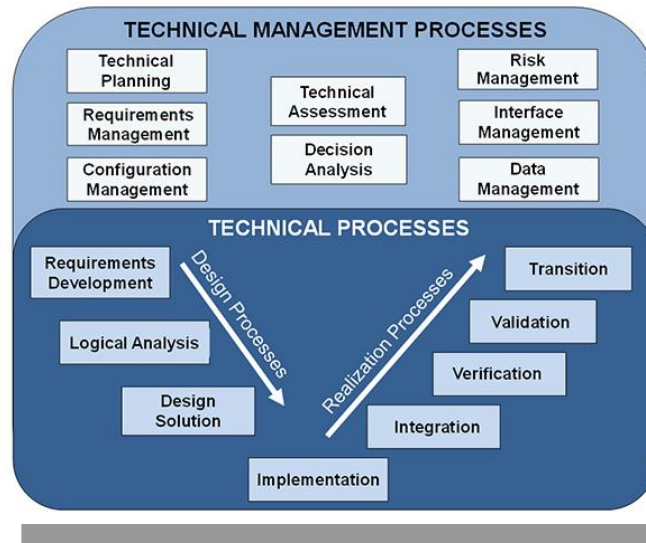 TECHNICAL MANAGEMENT PROCESSES
Technical
Planning
Requirements
Management
Configuration
Management
Technical
Assessment
Decision
Analysis
Risk
Management
Interface
Management
Data
Management
TECHNICAL PROCESSES
Requirements
Development
Logical Analysis
Design
Solution
Design Processes
Implementation
Realization Processes
Integration
Verification
Validation
Transition